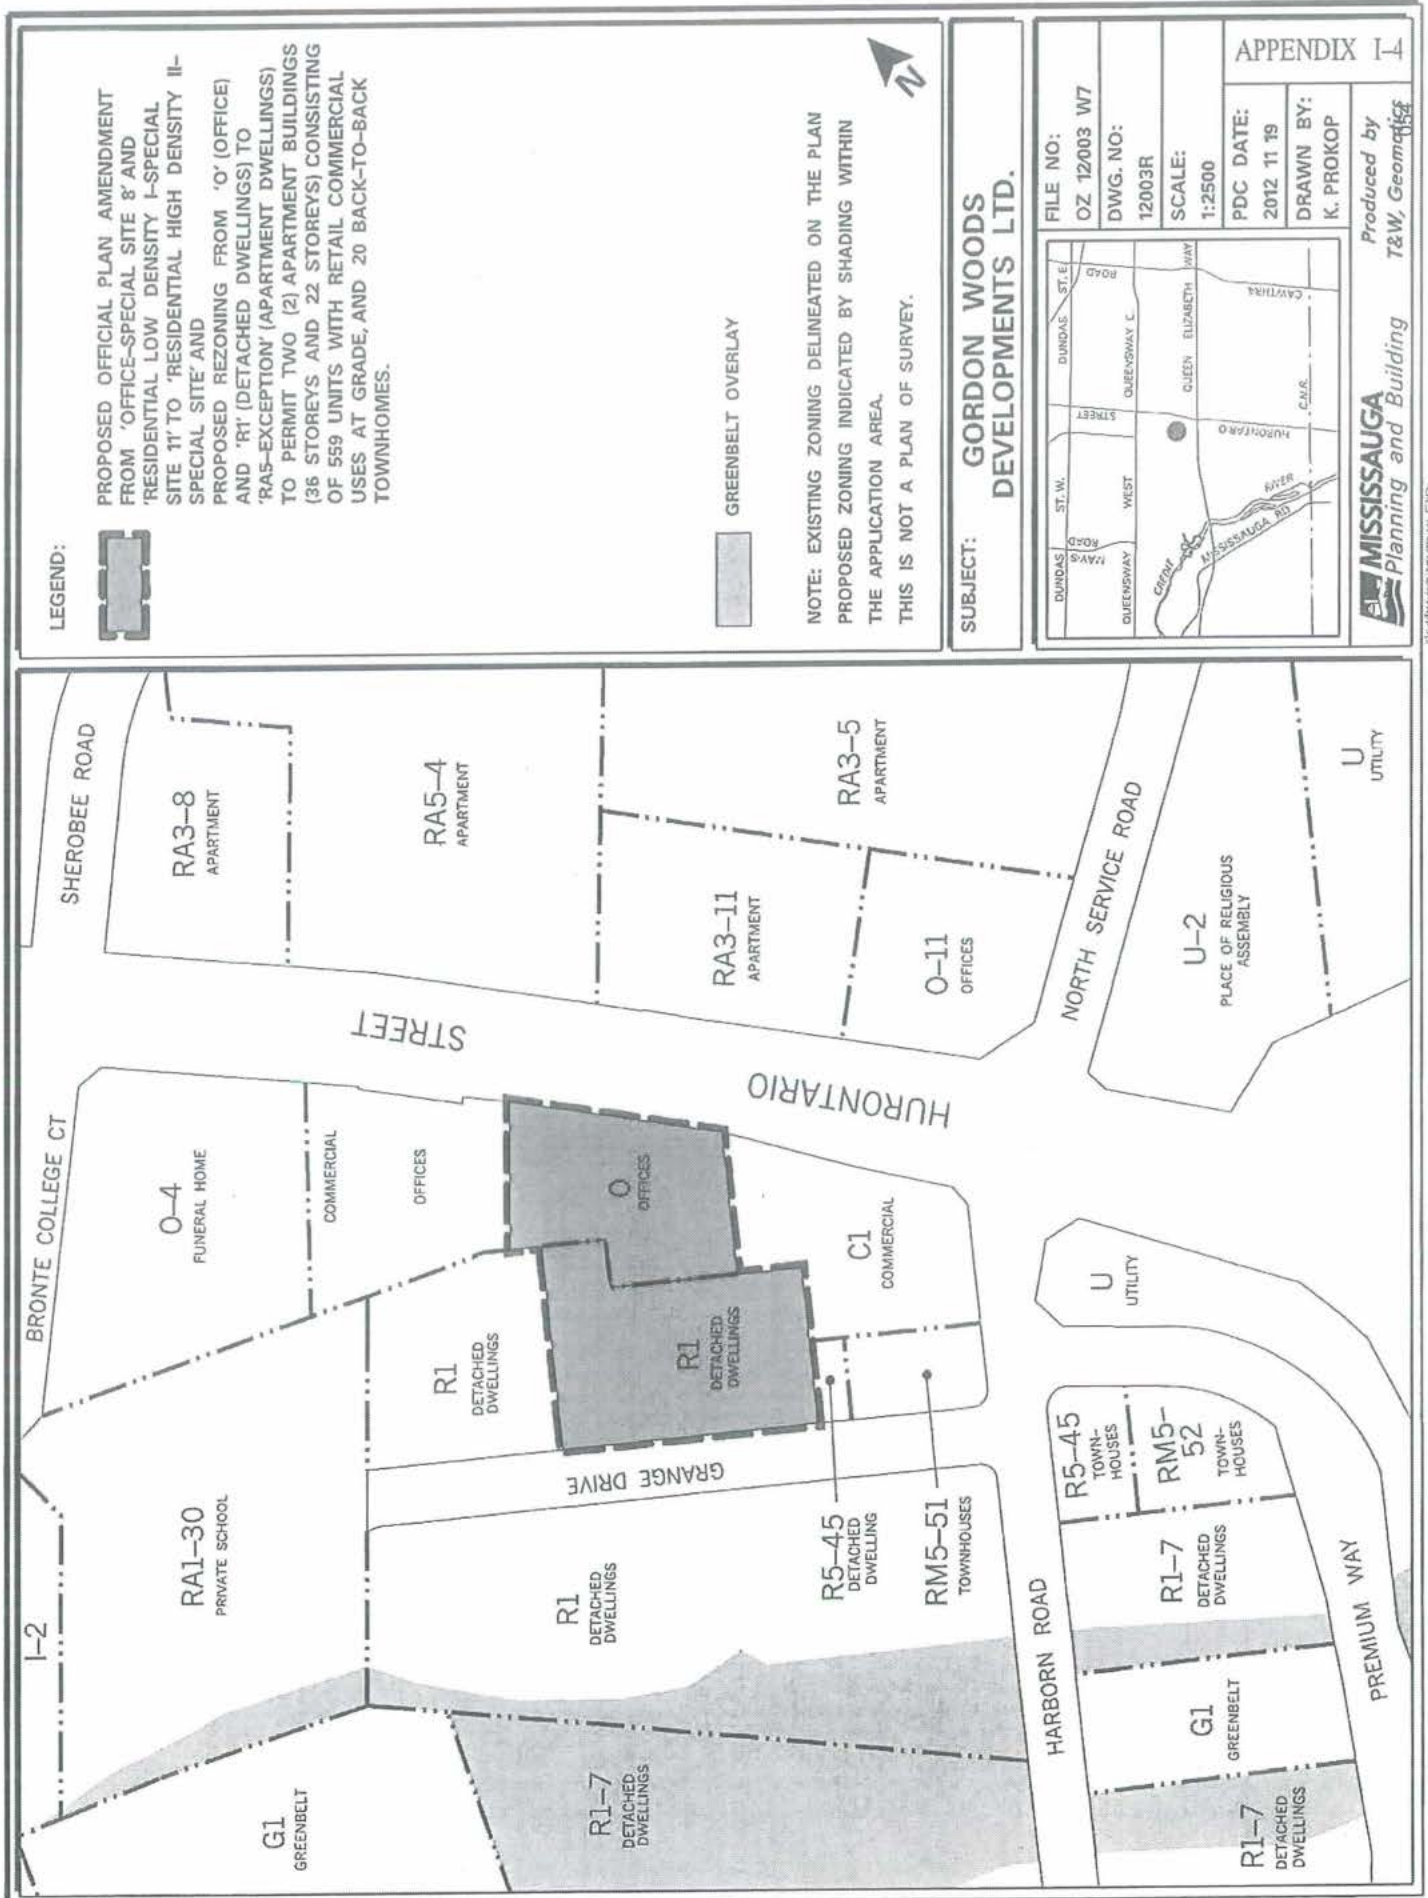 I-2
BRONTE COLLEGE CT
SHEROBEE ROAD
RA1-30
PRIVATE SCHOOL
O-4
FUNERAL HOME
COMMERCIAL
OFFICES
STREET
HURONTARIO
RA3-8
APARTMENT
RA5-4
APARTMENT
RA3-11
APARTMENT
RA3-5
APARTMENT
O-11
OFFICES
G1
GREENBELT
R1
DETACHED
DWELLINGS
R1
DETACHED
DWELLINGS
GRANGE DRIVE
O
OFFICES
R1
DETACHED
DWELLINGS
C1
COMMERCIAL
R1-7
DETACHED
DWELLINGS
R5-45
DETACHED
DWELLING
RM5-51
TOWNHOUSES
HARBORN ROAD
NORTH SERVICE ROAD
U
UTILITY
U-2
PLACE OF RELIGIOUS
ASSEMBLY
U
UTILITY
R5-45
TOWN-
HOUSES
RM5-
52
TOWN-
HOUSES
R1-7
DETACHED
DWELLINGS
G1
GREENBELT
R1-7
DETACHED
DWELLINGS
PREMIUM WAY
LEGEND:
PROPOSED OFFICIAL PLAN AMENDMENT
FROM 'OFFICE-SPECIAL SITE 8' AND
'RESIDENTIAL LOW DENSITY I-SPECIAL
SITE 11' TO 'RESIDENTIAL HIGH DENSITY II-
SPECIAL SITE' AND
PROPOSED REZONING FROM 'O' (OFFICE)
AND 'R1' (DETACHED DWELLINGS) TO
'RA5-EXCEPTION' (APARTMENT DWELLINGS)
TO PERMIT TWO (2) APARTMENT BUILDINGS
(36 STOREYS AND 22 STOREYS) CONSISTING
OF 559 UNITS WITH RETAIL COMMERCIAL
USES AT GRADE, AND 20 BACK-TO-BACK
TOWNHOMES.
GREENBELT OVERLAY
NOTE: EXISTING ZONING DELINEATED ON THE PLAN
PROPOSED ZONING INDICATED BY SHADING WITHIN
THE APPLICATION AREA.
THIS IS NOT A PLAN OF SURVEY.
N
SUBJECT:
GORDON WOODS
DEVELOPMENTS LTD.
DUNDAS ST. W. DUNDAS ST. E
MAVIS ROAD
QUEENSWAY WEST QUEENSWAY E.
STREET
HURONTARIO
QUEEN ELIZABETH WAY
CAWTHRA ROAD
CREDIT RIVER
MISSISSAUGA RD
C.N.R.
FILE NO:
OZ 12/003 W7
DWG. NO:
12003R
SCALE:
1:2500
PDC DATE:
2012 11 19
DRAWN BY:
K. PROKOP
APPENDIX I-4
MISSISSAUGA
Planning and Building
Produced by
T&W, Geomatics